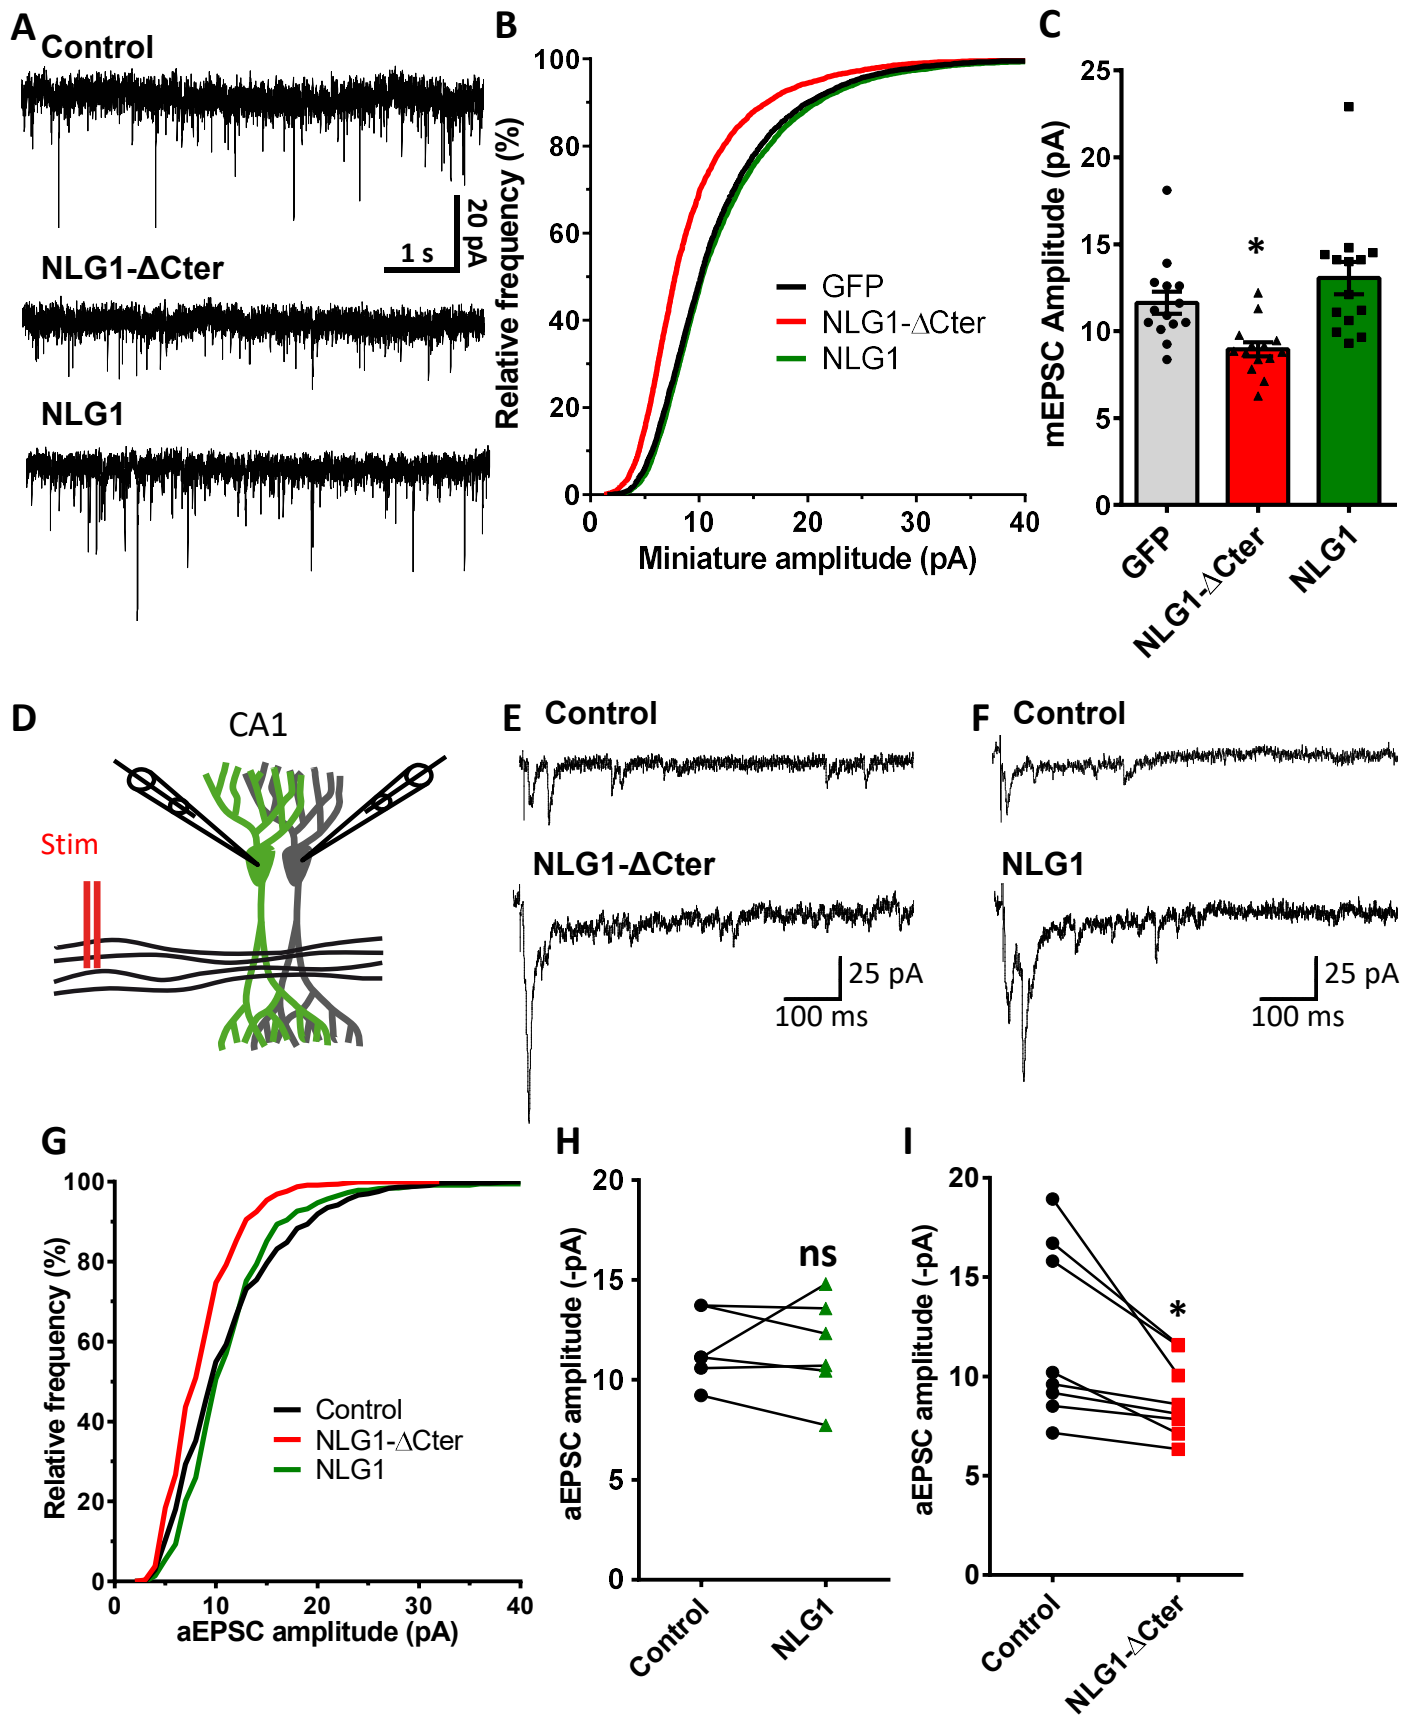 A
Control
20 pA
1 s
NLG1-ΔCter
NLG1
B
Relative frequency (%)
100
80
60
40
20
0
GFP
NLG1-ΔCter
NLG1
0 10 20 30 40
Miniature amplitude (pA)
C
mEPSC Amplitude (pA)
25
20
15
10
5
0
*
GFP
NLG1-ΔCter
NLG1
D
CA1
Stim
E
Control
NLG1-ΔCter
25 pA
100 ms
F
Control
NLG1
25 pA
100 ms
G
Relative frequency (%)
100
80
60
40
20
0
Control
NLG1-ΔCter
NLG1
0 10 20 30 40
aEPSC amplitude (pA)
H
aEPSC amplitude (-pA)
20
15
10
5
0
ns
Control
NLG1
I
aEPSC amplitude (-pA)
20
15
10
5
0
*
Control
NLG1-ΔCter